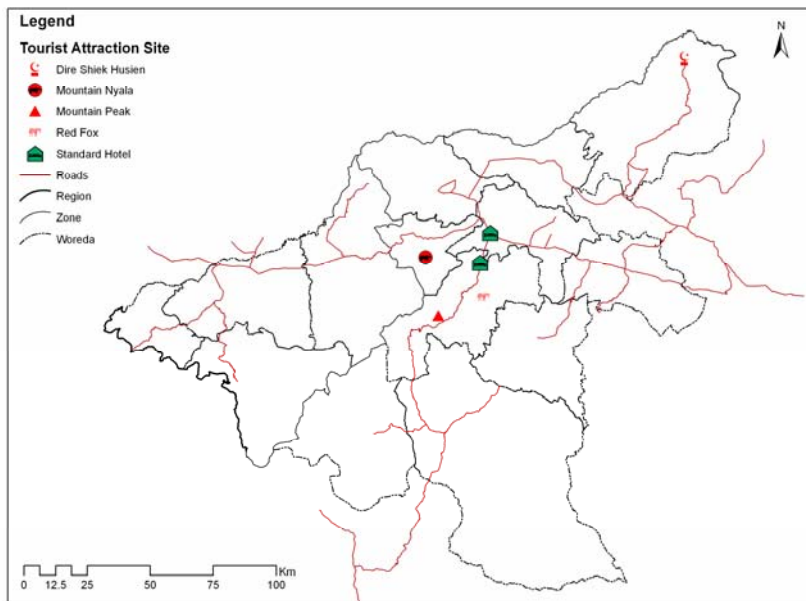 Legend
Tourist Attraction Site
Dire Shiek Husien
Mountain Nyala
Mountain Peak
Red Fox
Standard Hotel
Roads
Region
Zone
Woreda
N
Km
0 12.5 25 50 75 100